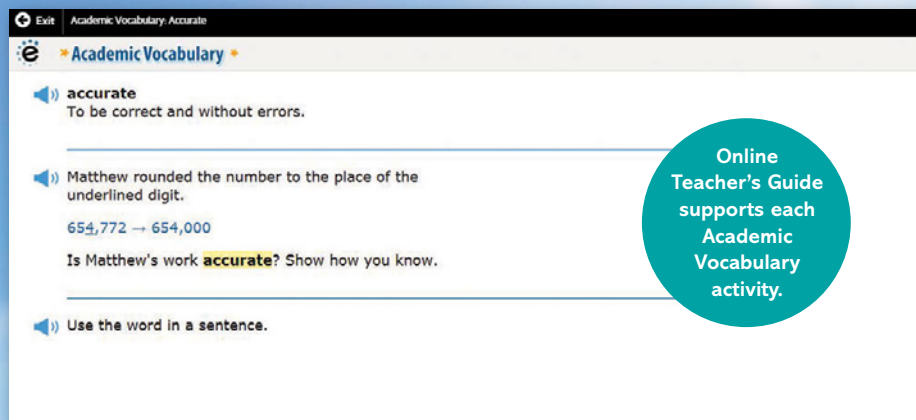 Exit Academic Vocabulary: Accurate
e Academic Vocabulary
accurate
To be correct and without errors.
Matthew rounded the number to the place of the
underlined digit.
654,772 → 654,000
Is Matthew's work accurate? Show how you know.
Use the word in a sentence.
Online
Teacher's Guide
supports each
Academic
Vocabulary
activity.